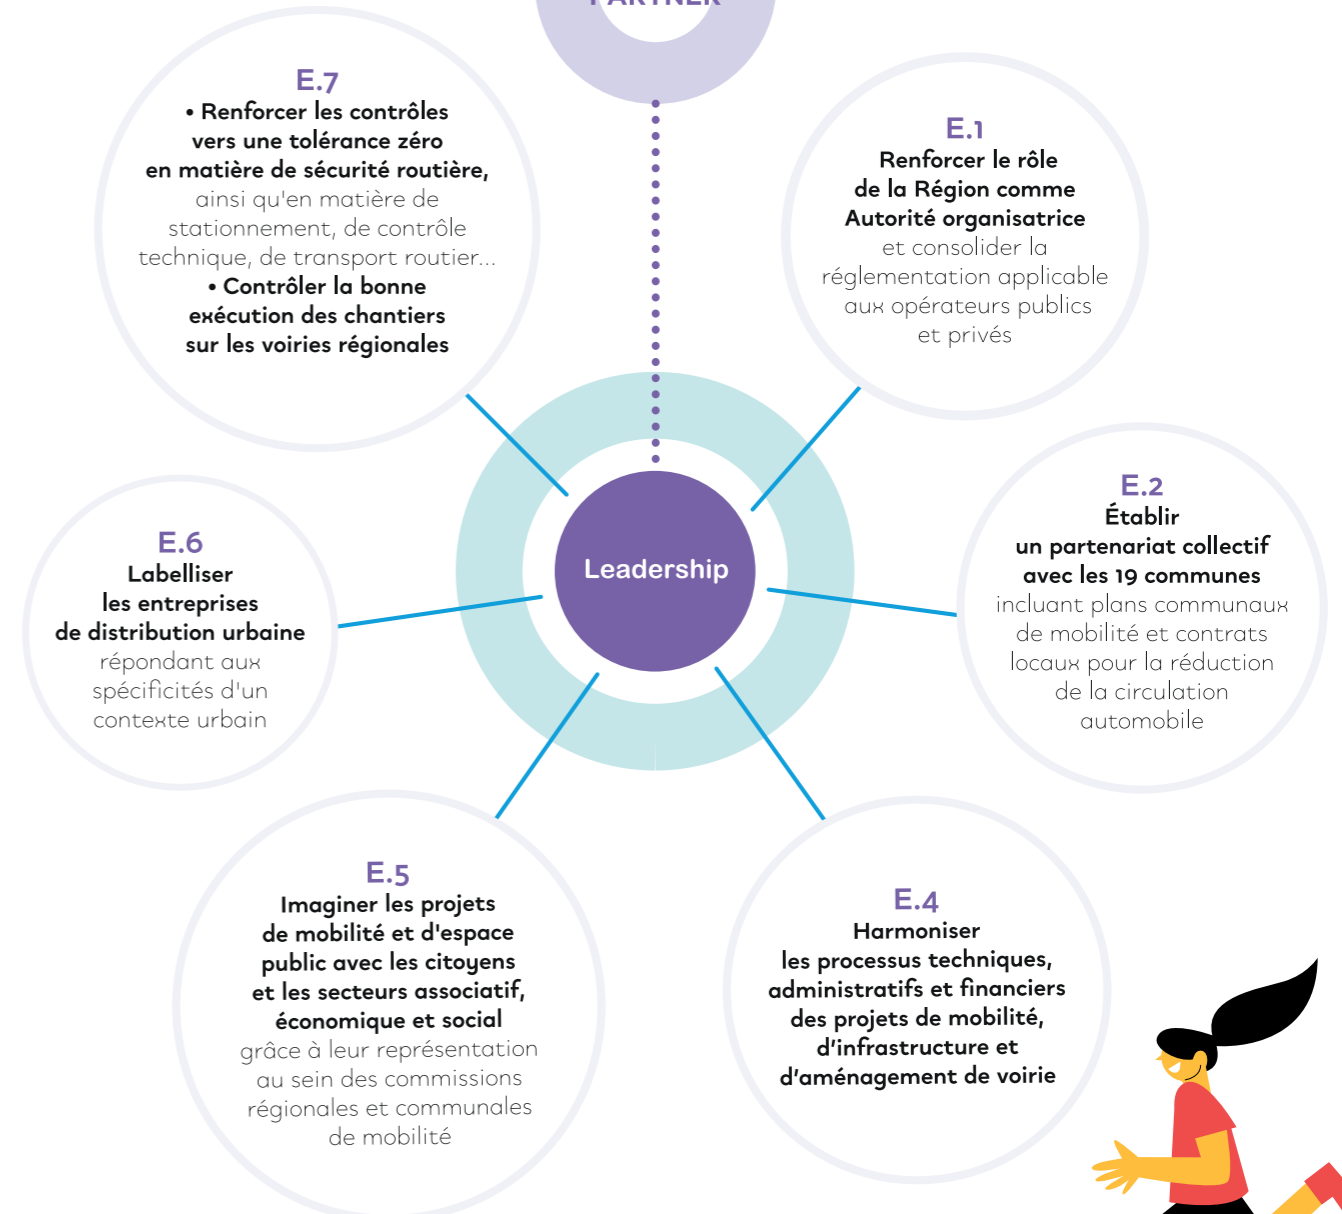 PARTNER
E.7
• Renforcer les contrôles
vers une tolérance zéro
en matière de sécurité routière,
ainsi qu'en matière de
stationnement, de contrôle
technique, de transport routier...
• Contrôler la bonne
exécution des chantiers
sur les voiries régionales
E.1
Renforcer le rôle
de la Région comme
Autorité organisatrice
et consolider la
réglementation applicable
aux opérateurs publics
et privés
Leadership
E.2
Établir
un partenariat collectif
avec les 19 communes
incluant plans communaux
de mobilité et contrats
locaux pour la réduction
de la circulation
automobile
E.6
Labelliser
les entreprises
de distribution urbaine
répondant aux
spécificités d'un
contexte urbain
E.5
Imaginer les projets
de mobilité et d'espace
public avec les citoyens
et les secteurs associatif,
économique et social
grâce à leur représentation
au sein des commissions
régionales et communales
de mobilité
E.4
Harmoniser
les processus techniques,
administratifs et financiers
des projets de mobilité,
d’infrastructure et
d’aménagement de voirie